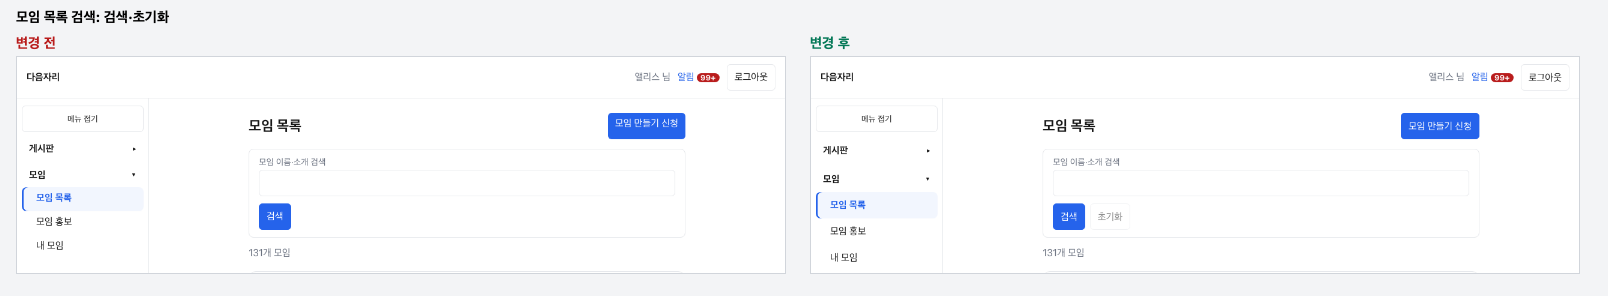 모임 목록 검색: 검색·초기화
변경 전
다음자리
앨리스 님 알림 99+ 로그아웃
메뉴 접기
게시판
모임
모임 목록
모임 홍보
내 모임
모임 목록
모임 만들기 신청
모임 이름·소개 검색
검색
131개 모임
변경 후
다음자리
앨리스 님 알림 99+ 로그아웃
메뉴 접기
게시판
모임
모임 목록
모임 홍보
내 모임
모임 목록
모임 만들기 신청
모임 이름·소개 검색
검색 초기화
131개 모임